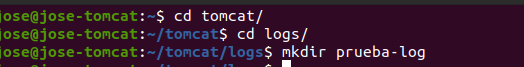 jose@jose-tomcat:~$ cd tomcat/
jose@jose-tomcat:~/tomcat$ cd logs/
jose@jose-tomcat:~/tomcat/logs$ mkdir prueba-log
jose@jose-tomcat:~/tomcat/logs$